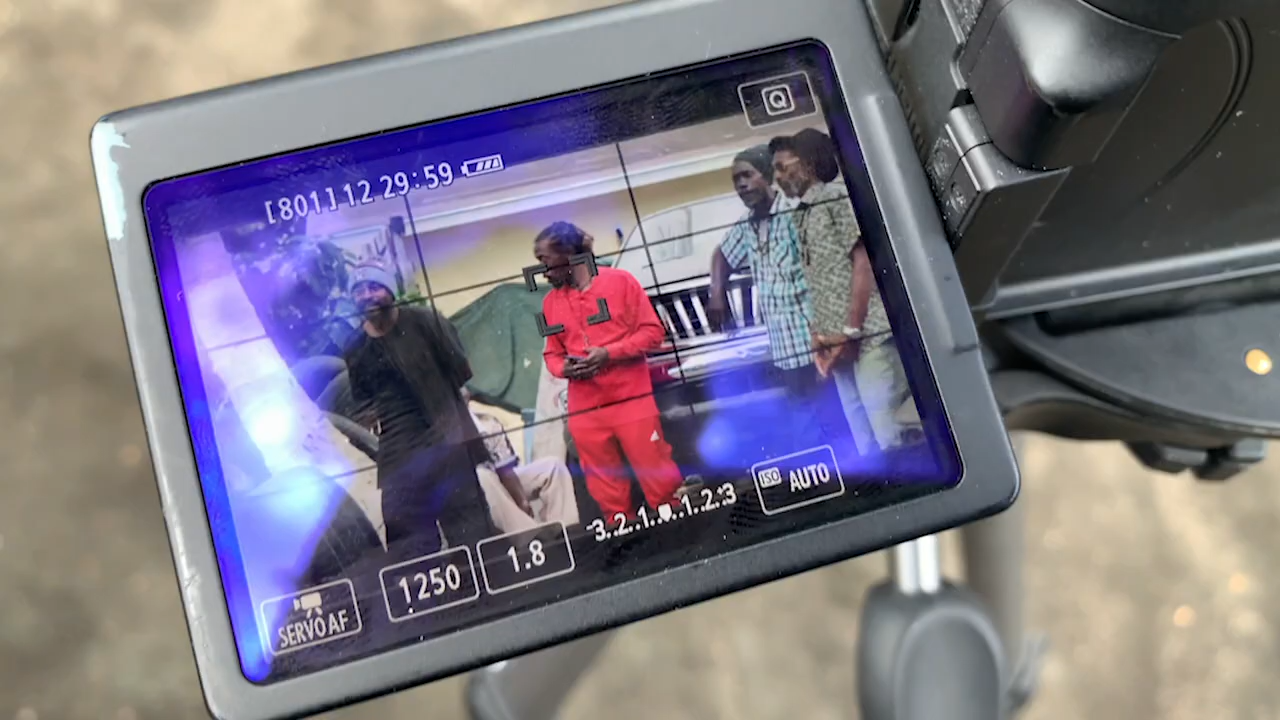 Q
[801] 12 29:59
-3..2..1..0..1..2..:3
ISO AUTO
1250
1.8
SERVO AF